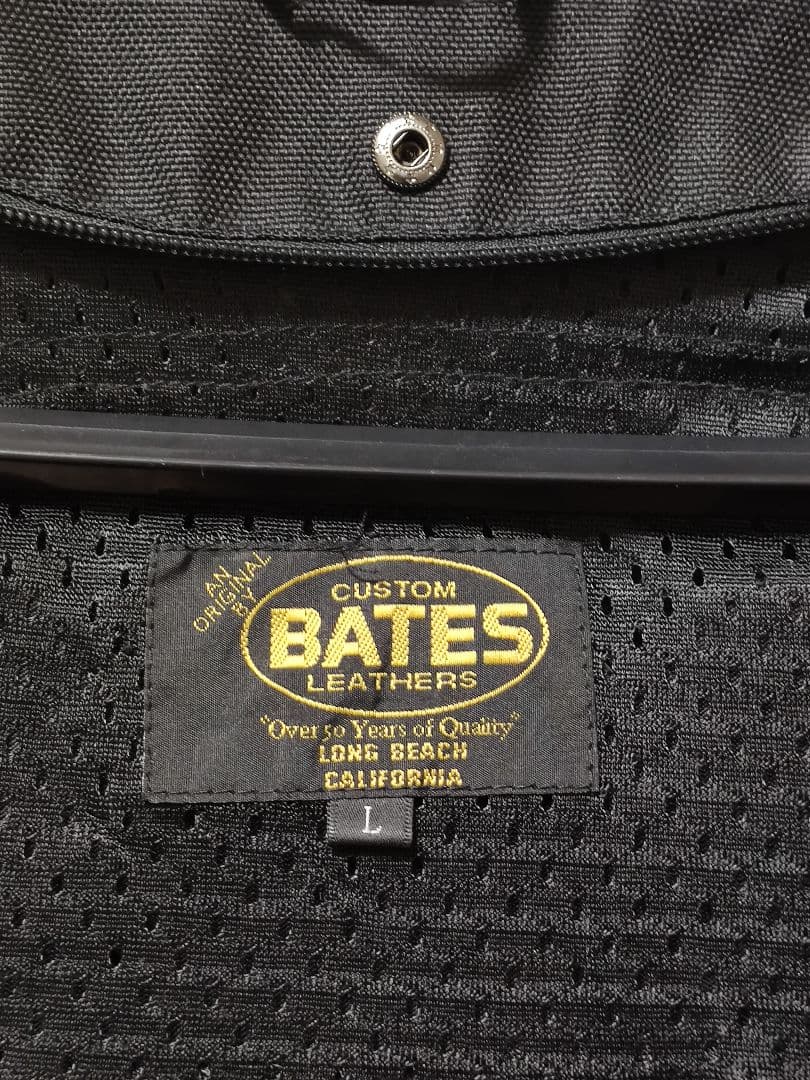 AN
ORIGINAL
BY
CUSTOM
BATES
LEATHERS
"Over 50 Years of Quality"
LONG BEACH
CALIFORNIA
L